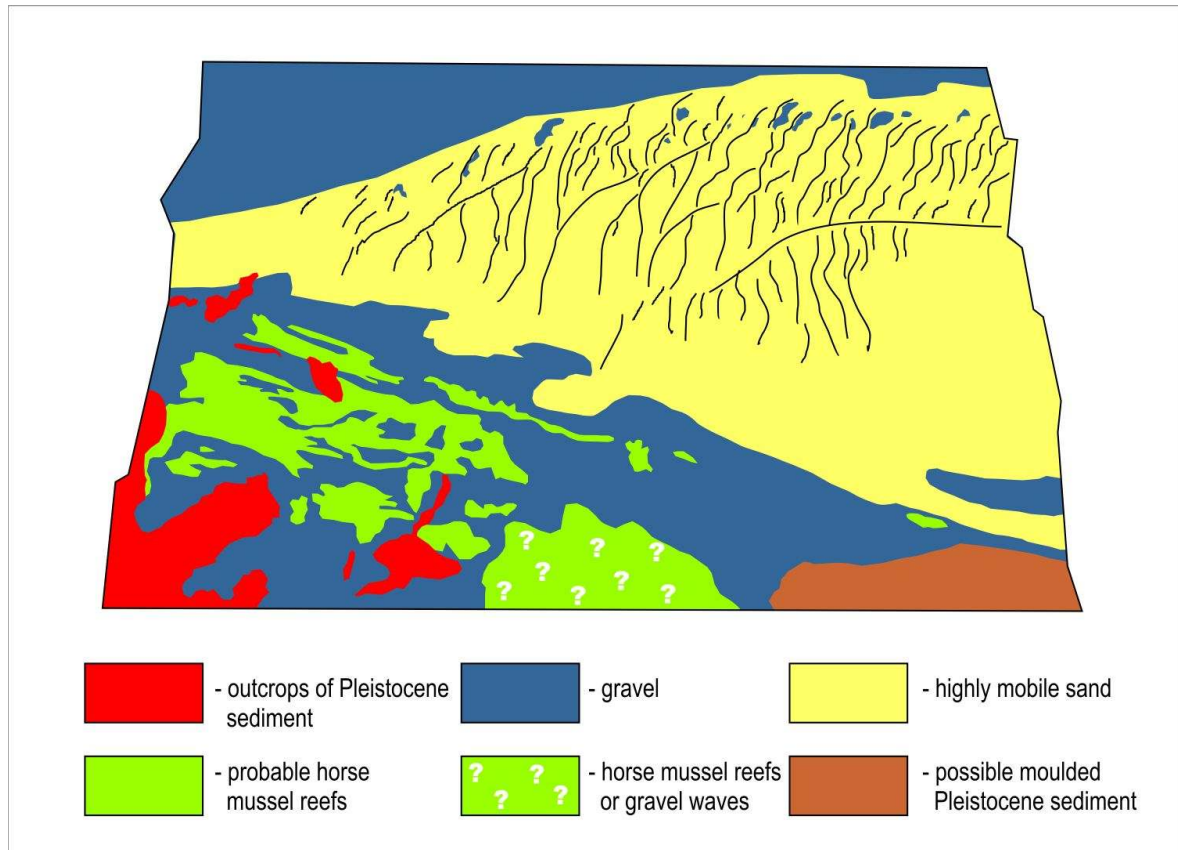 ? ? ?
? ?
? ? ?
- outcrops of Pleistocene
sediment
- gravel
- highly mobile sand
- probable horse
mussel reefs
? ?
? ?
- horse mussel reefs
or gravel waves
- possible moulded
Pleistocene sediment